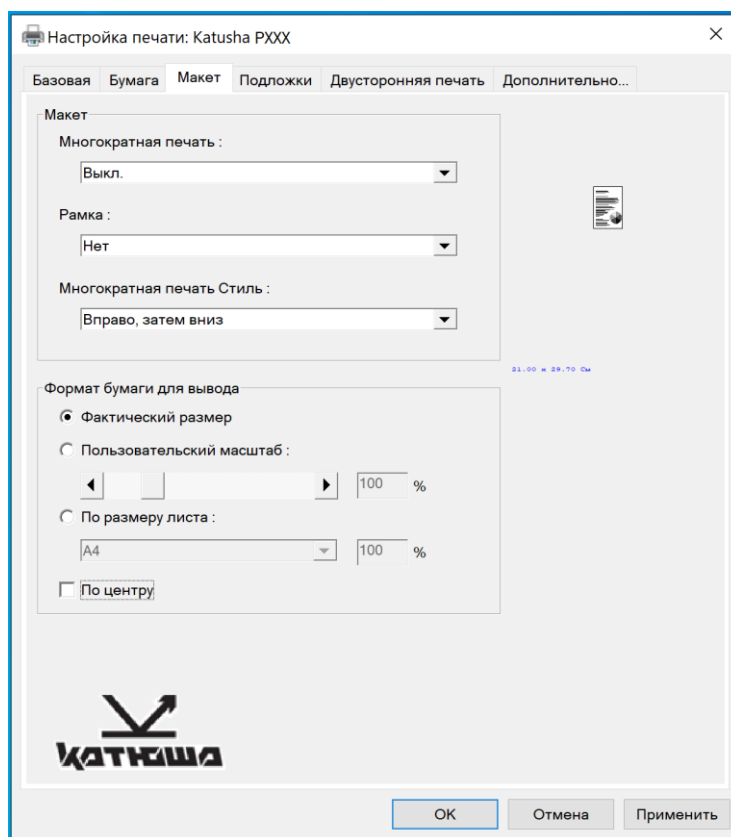 Настройка печати: Katusha PXXX
Базовая Бумага Макет Подложки Двусторонняя печать Дополнительно...
Макет
Многократная печать :
Выкл.
Рамка :
Нет
Многократная печать Стиль :
Вправо, затем вниз
21.00 x 29.70 См
Формат бумаги для вывода
Фактический размер
Пользовательский масштаб :
100 %
По размеру листа :
A4 100 %
По центру
катюша
OK Отмена Применить